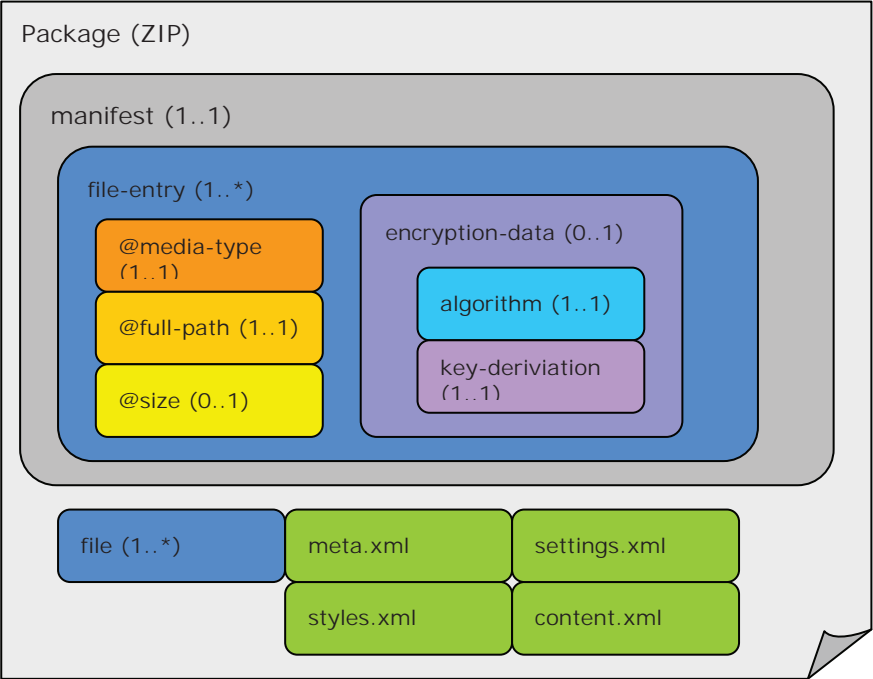 Package (ZIP)
manifest (1..1)
file-entry (1..*)
@media-type
(1..1)
@full-path (1..1)
@size (0..1)
encryption-data (0..1)
algorithm (1..1)
key-deriviation
(1..1)
file (1..*)
meta.xml
settings.xml
styles.xml
content.xml